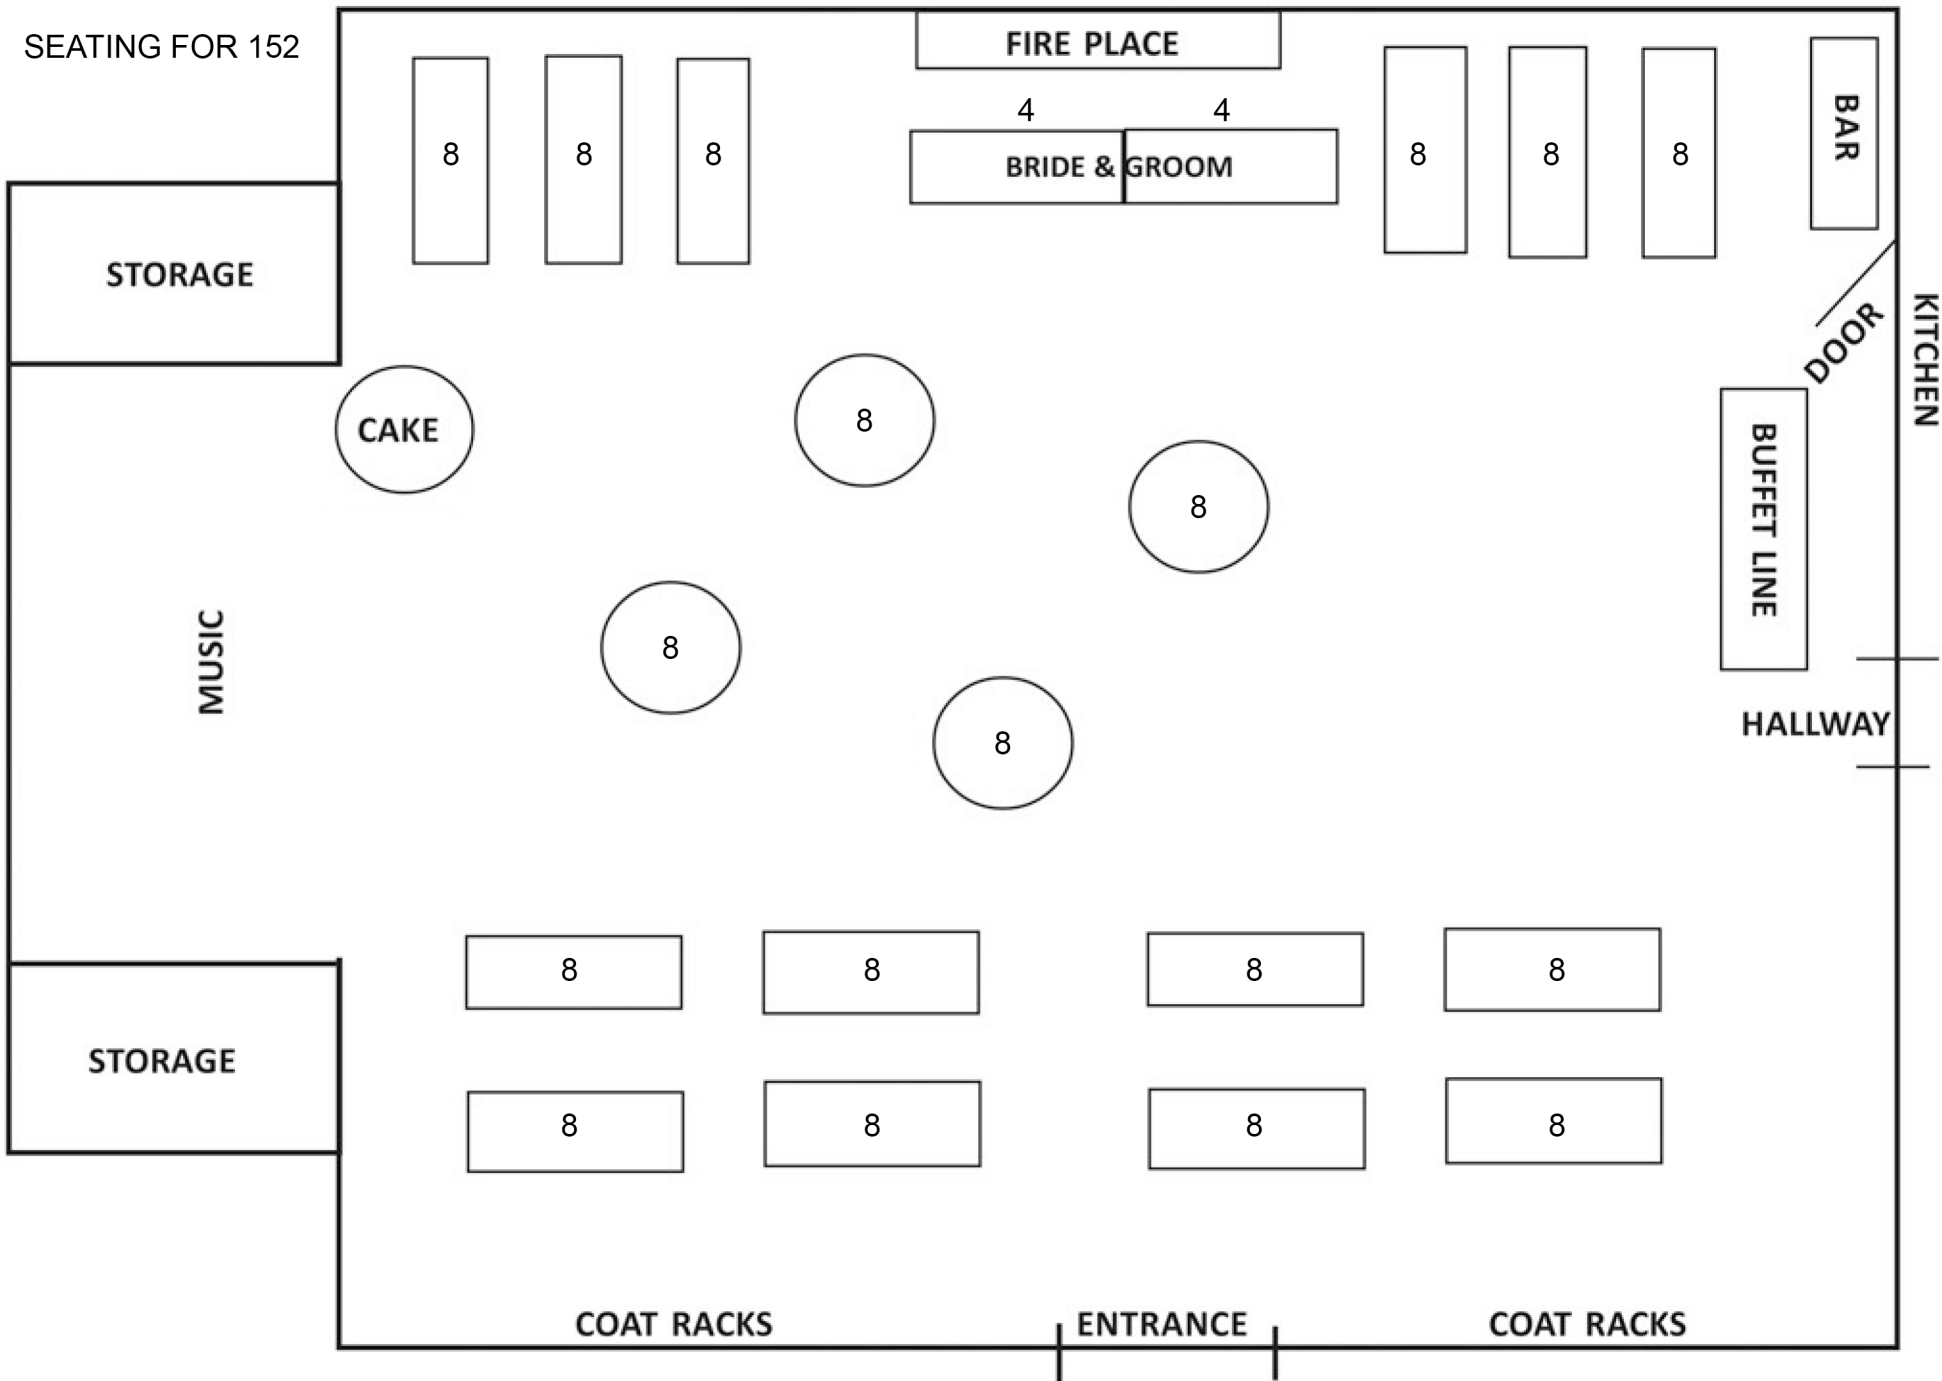 SEATING FOR 152
FIRE PLACE
4 4
8 8 8
BRIDE & GROOM
8 8 8
BAR
STORAGE
DOOR
KITCHEN
CAKE
8
8
BUFFET LINE
MUSIC
8
8
HALLWAY
8 8 8 8
STORAGE
8 8 8 8
COAT RACKS
ENTRANCE
COAT RACKS